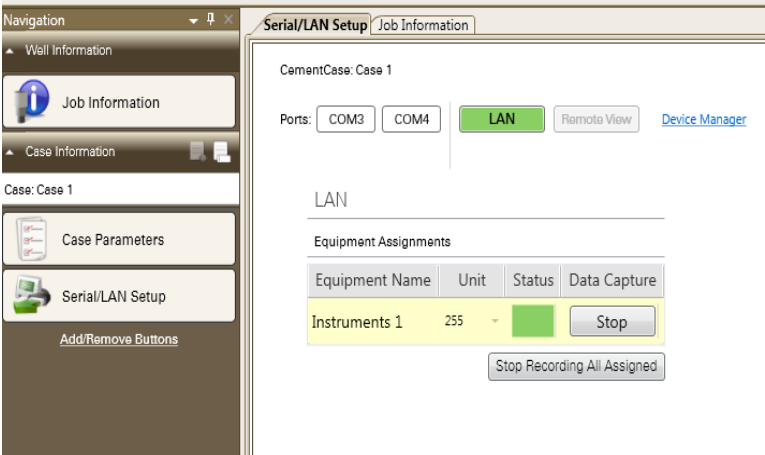 Navigation
Well Information
Job Information
Case Information
Case: Case 1
Case Parameters
Serial/LAN Setup
Add/Remove Buttons
Serial/LAN Setup Job Information
CementCase: Case 1
Ports: COM3 COM4 LAN Remote View Device Manager
LAN
Equipment Assignments
Equipment Name Unit Status Data Capture
Instruments 1 255 Stop
Stop Recording All Assigned